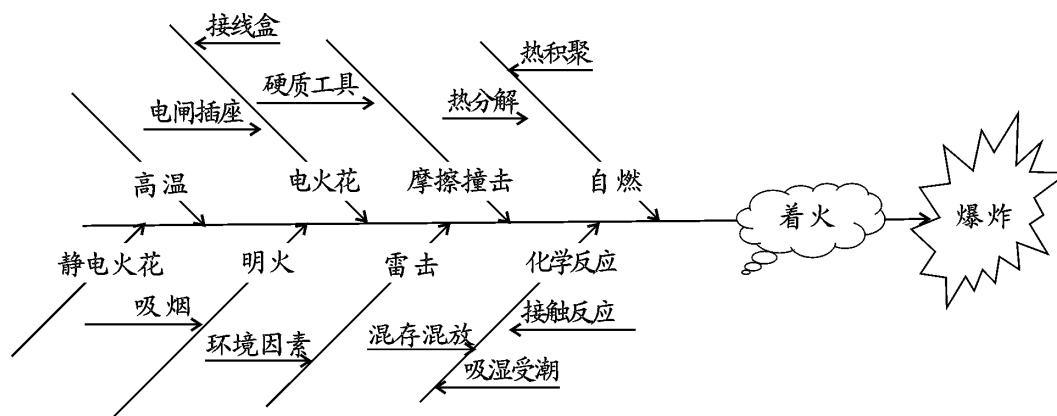 接线盒
硬质工具
热积聚
电闸插座
热分解
高温
电火花
摩擦撞击
自燃
着火
爆炸
静电火花
明火
雷击
化学反应
吸烟
环境因素
混存混放
接触反应
吸湿受潮